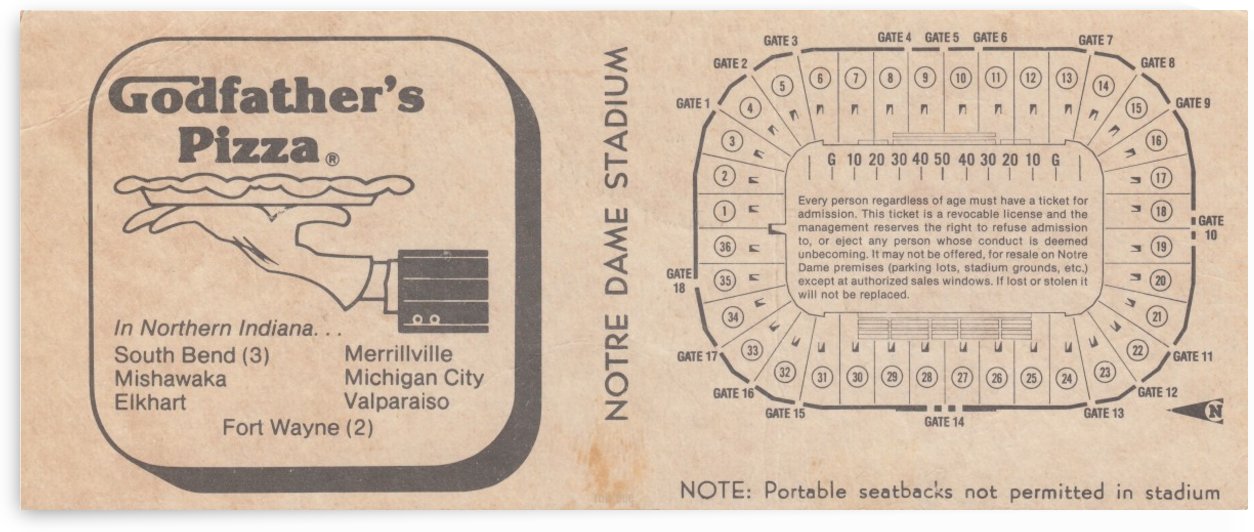 Godfather's
Pizza®
In Northern Indiana. . .
South Bend (3)
Mishawaka
Elkhart
Merrillville
Michigan City
Valparaiso
Fort Wayne (2)
NOTRE DAME STADIUM
GATE 1
GATE 2
GATE 3
GATE 4
GATE 5
GATE 6
GATE 7
GATE 8
GATE 9
GATE
10
GATE 11
GATE 12
GATE 13
GATE 14
GATE 15
GATE 16
GATE 17
GATE
18
1
2
3
4
5
6
7
8
9
10
11
12
13
14
15
16
17
18
19
20
21
22
23
24
25
26
27
28
29
30
31
32
33
34
35
36
G 10 20 30 40 50 40 30 20 10 G
Every person regardless of age must have a ticket for
admission. This ticket is a revocable license and the
management reserves the right to refuse admission
to, or eject any person whose conduct is deemed
unbecoming. It may not be offered, for resale on Notre
Dame premises (parking lots, stadium grounds, etc.)
except at authorized sales windows. If lost or stolen it
will not be replaced.
N
NOTE: Portable seatbacks not permitted in stadium